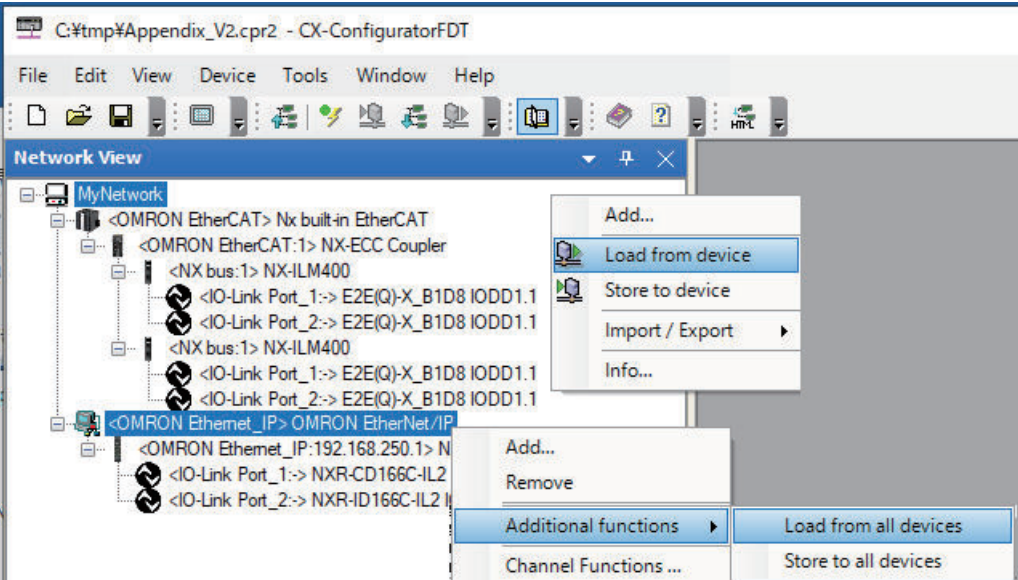 C:¥tmp¥Appendix_V2.cpr2 - CX-ConfiguratorFDT
File Edit View Device Tools Window Help
HTML
Network View
MyNetwork
<OMRON EtherCAT> Nx built-in EtherCAT
<OMRON EtherCAT:1> NX-ECC Coupler
<NX bus:1> NX-ILM400
<IO-Link Port_1:-> E2E(Q)-X_B1D8 IODD1.1
<IO-Link Port_2:-> E2E(Q)-X_B1D8 IODD1.1
<NX bus:1> NX-ILM400
<IO-Link Port_1:-> E2E(Q)-X_B1D8 IODD1.1
<IO-Link Port_2:-> E2E(Q)-X_B1D8 IODD1.1
<OMRON Ethernet_IP> OMRON EtherNet/IP
<OMRON Ethernet_IP:192.168.250.1> N
<IO-Link Port_1:-> NXR-CD166C-IL2
<IO-Link Port_2:-> NXR-ID166C-IL2 I
Add...
Load from device
Store to device
Import / Export
Info...
Add...
Remove
Additional functions
Channel Functions ...
Load from all devices
Store to all devices